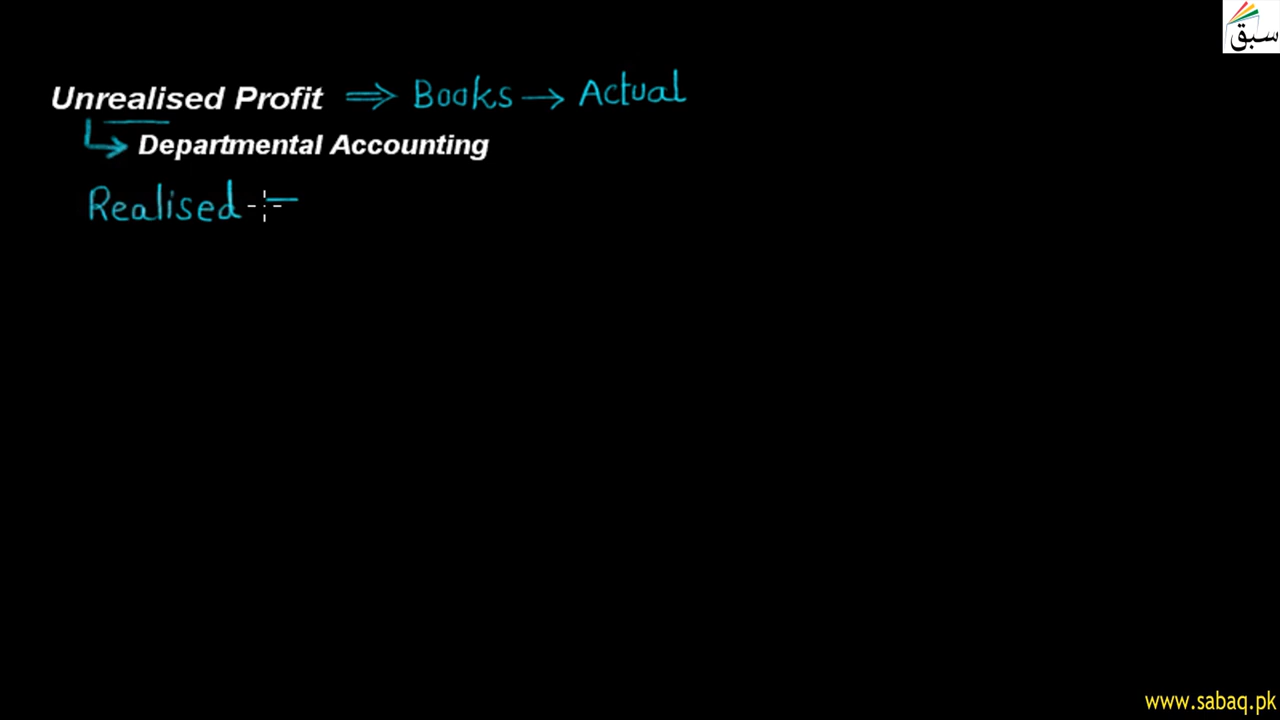 سبق
Unrealised Profit ⇒ Books → Actual
Departmental Accounting
Realised
www.sabaq.pk